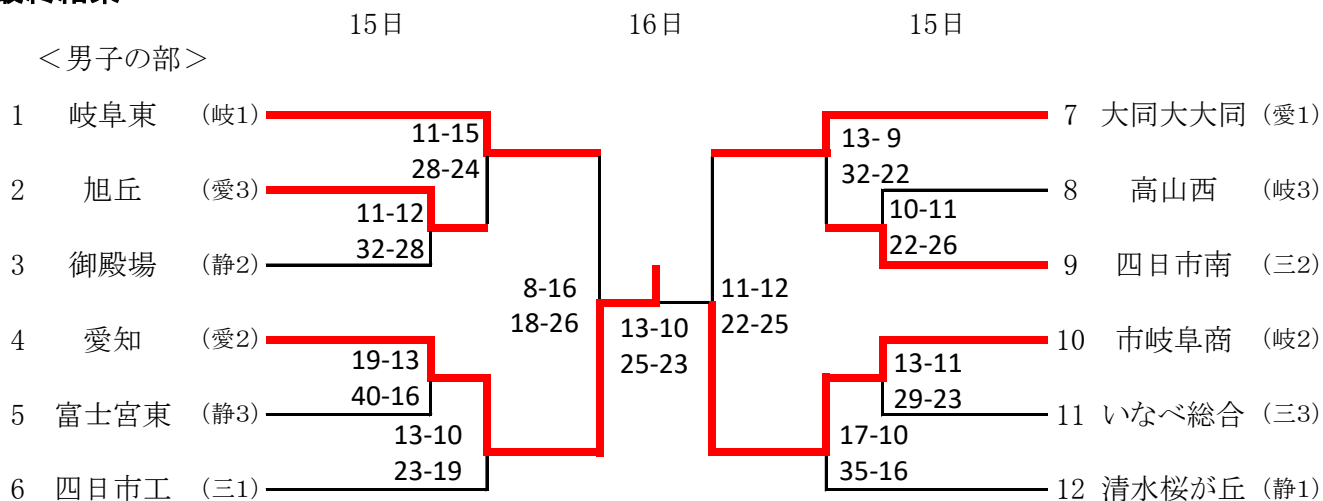 15日 16日 15日
＜男子の部＞
1 岐阜東 (岐1)
11-15
28-24
2 旭丘 (愛3)
11-12
32-28
3 御殿場 (静2)
8-16
18-26
4 愛知 (愛2)
19-13
40-16
5 富士宮東 (静3)
13-10
23-19
6 四日市工 (三1)
13-10
25-23
7 大同大大同 (愛1)
13- 9
32-22
8 高山西 (岐3)
10-11
22-26
9 四日市南 (三2)
11-12
22-25
10 市岐阜商 (岐2)
13-11
29-23
11 いなべ総合 (三3)
17-10
35-16
12 清水桜が丘 (静1)